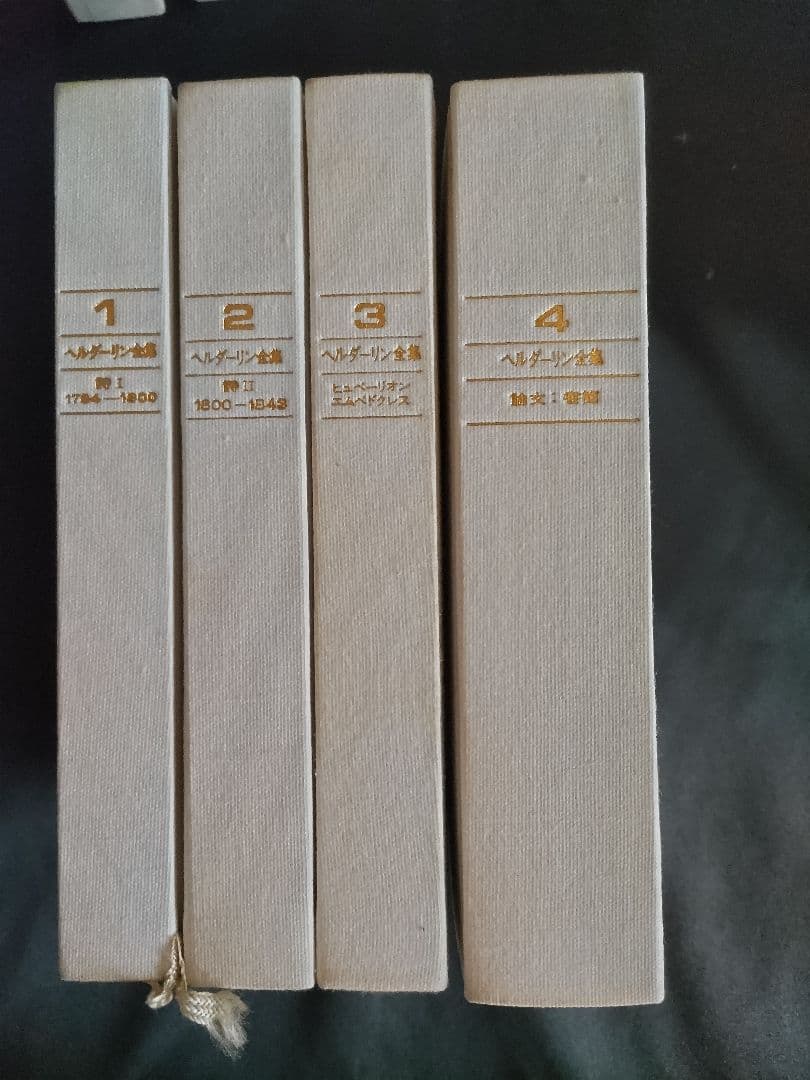 1
ヘルダーリン全集
詩 I
1784—1800
2
ヘルダーリン全集
詩 II
1800—1843
3
ヘルダーリン全集
ヒュペーリオン
エムペドクレス
4
ヘルダーリン全集
論文：書簡